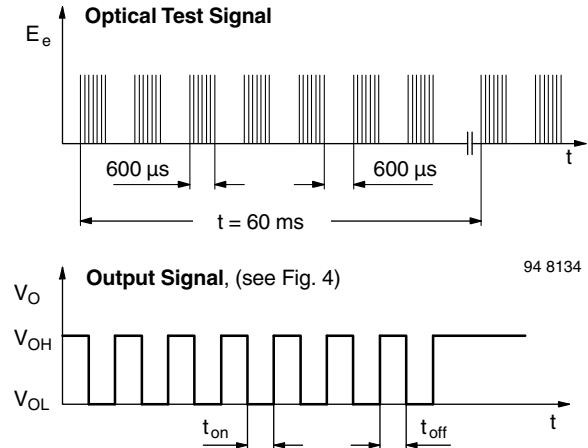 Optical Test Signal
E e
t
600 µs
600 µs
t = 60 ms
94 8134
Output Signal, (see Fig. 4)
V O
V OH
V OL
t on
t off
t